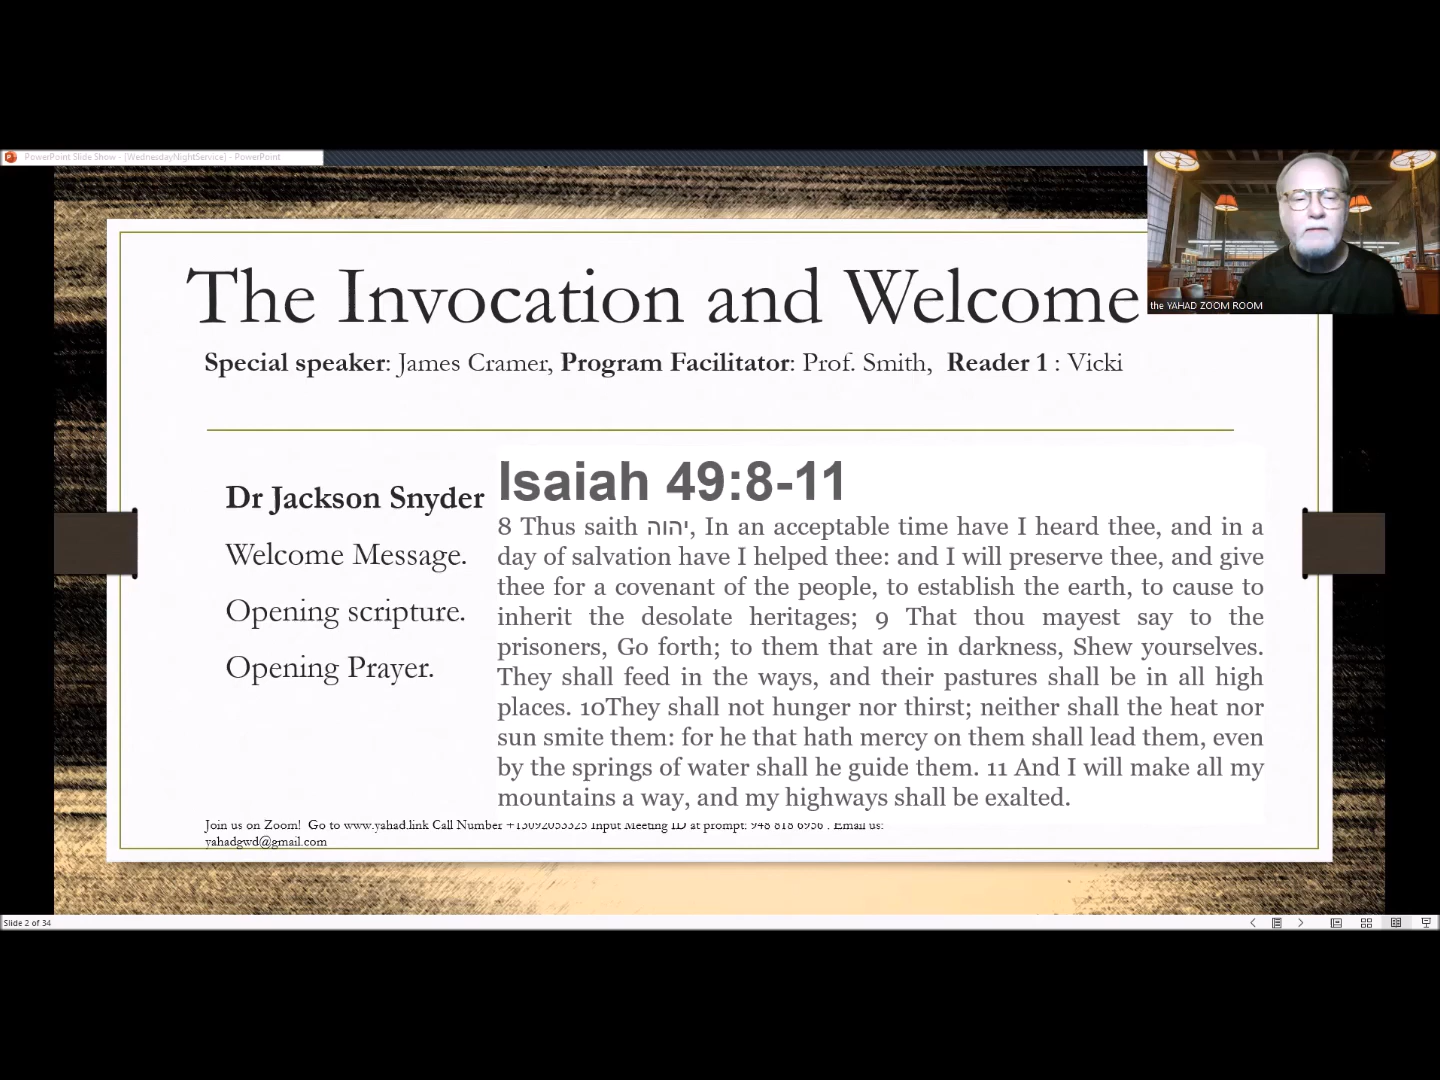 PowerPoint Slide Show - [WednesdayNightService] - PowerPoint
the YAHAD ZOOM ROOM
The Invocation and Welcome
Special speaker: James Cramer, Program Facilitator: Prof. Smith, Reader 1 : Vicki
Dr Jackson Snyder
Welcome Message.
Opening scripture.
Opening Prayer.
Isaiah 49:8-11
8 Thus saith יהוה, In an acceptable time have I heard thee, and in a
day of salvation have I helped thee: and I will preserve thee, and give
thee for a covenant of the people, to establish the earth, to cause to
inherit the desolate heritages; 9 That thou mayest say to the
prisoners, Go forth; to them that are in darkness, Shew yourselves.
They shall feed in the ways, and their pastures shall be in all high
places. 10They shall not hunger nor thirst; neither shall the heat nor
sun smite them: for he that hath mercy on them shall lead them, even
by the springs of water shall he guide them. 11 And I will make all my
mountains a way, and my highways shall be exalted.
Join us on Zoom! Go to www.yahad.link Call Number +13092053325 Input Meeting ID at prompt: 948 818 6956 . Email us:
yahadgwd@gmail.com
Slide 2 of 34